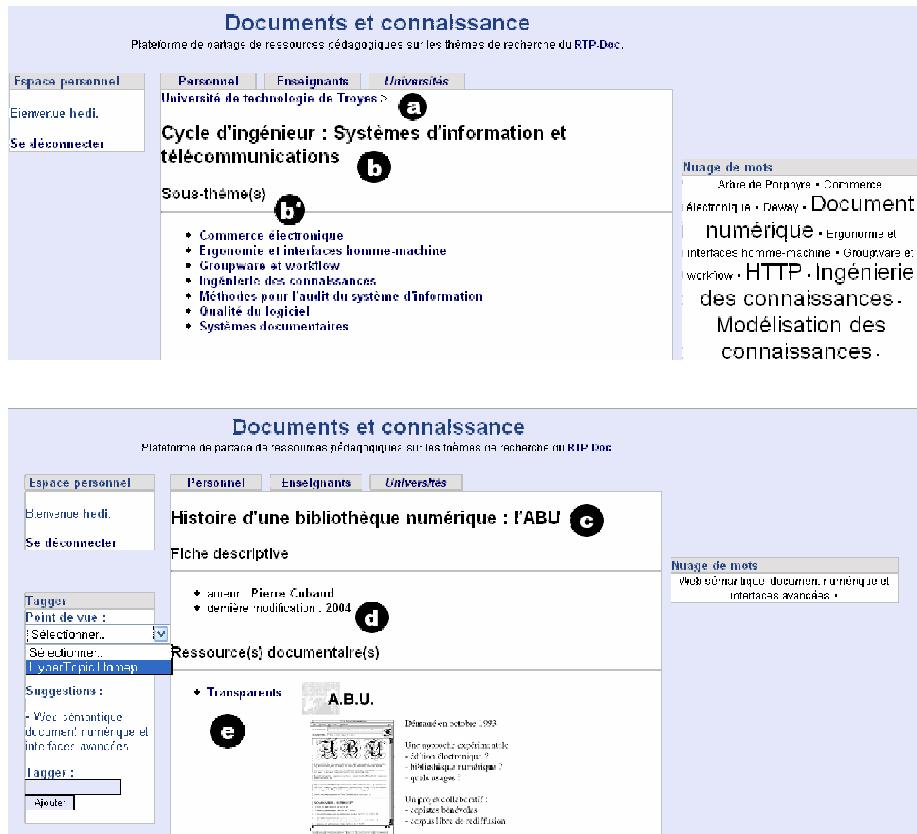 Documents et connaissance
Plateforme de partage de ressources pédagogiques sur les thèmes de recherche du RTP-Doc.
Espace personnel
Bienvenue hedi.
Se déconnecter
Personnel Enseignants Universités
Université de technologie de Troyes >
a
Cycle d'ingénieur : Systèmes d'information et
télécommunications
b
Sous-thème(s)
b'
Commerce électronique
Ergonomie et interfaces homme-machine
Groupware et workflow
Ingénierie des connaissances
Méthodes pour l'audit du système d'information
Qualité du logiciel
Systèmes documentaires
Nuage de mots
Arbre de Porphyre • Commerce
électronique • Dewey • Document
numérique • Ergonomie et
interfaces homme-machine • Groupware et
workflow • HTTP • Ingénierie
des connaissances •
Modélisation des
connaissances •
Documents et connaissance
Plateforme de partage de ressources pédagogiques sur les thèmes de recherche du RTP-Doc
Espace personnel
Bienvenue hedi.
Se déconnecter
Tagger
Point de vue :
Sélectionner..
Sélectionner..
HyperTopic
Suggestions :
- Web sémantique
document numérique et
interfaces avancées
Tagger :
Ajouter
Personnel Enseignants Universités
Histoire d'une bibliothèque numérique : l'ABU
c
Fiche descriptive
auteur : Pierre Cubaud
dernière modification : 2004
d
Ressource(s) documentaire(s)
Transparents
e
A.B.U.
A B U
Démarré en octobre 1993
Une approche expérimentale
- édition électronique ?
- bibliothèque numérique ?
- quels usages ?
Un projet collaboratif :
- copistes bénévoles
- corpus libre de rediffusion
Nuage de mots
Web sémantique, document numérique et
interfaces avancées •